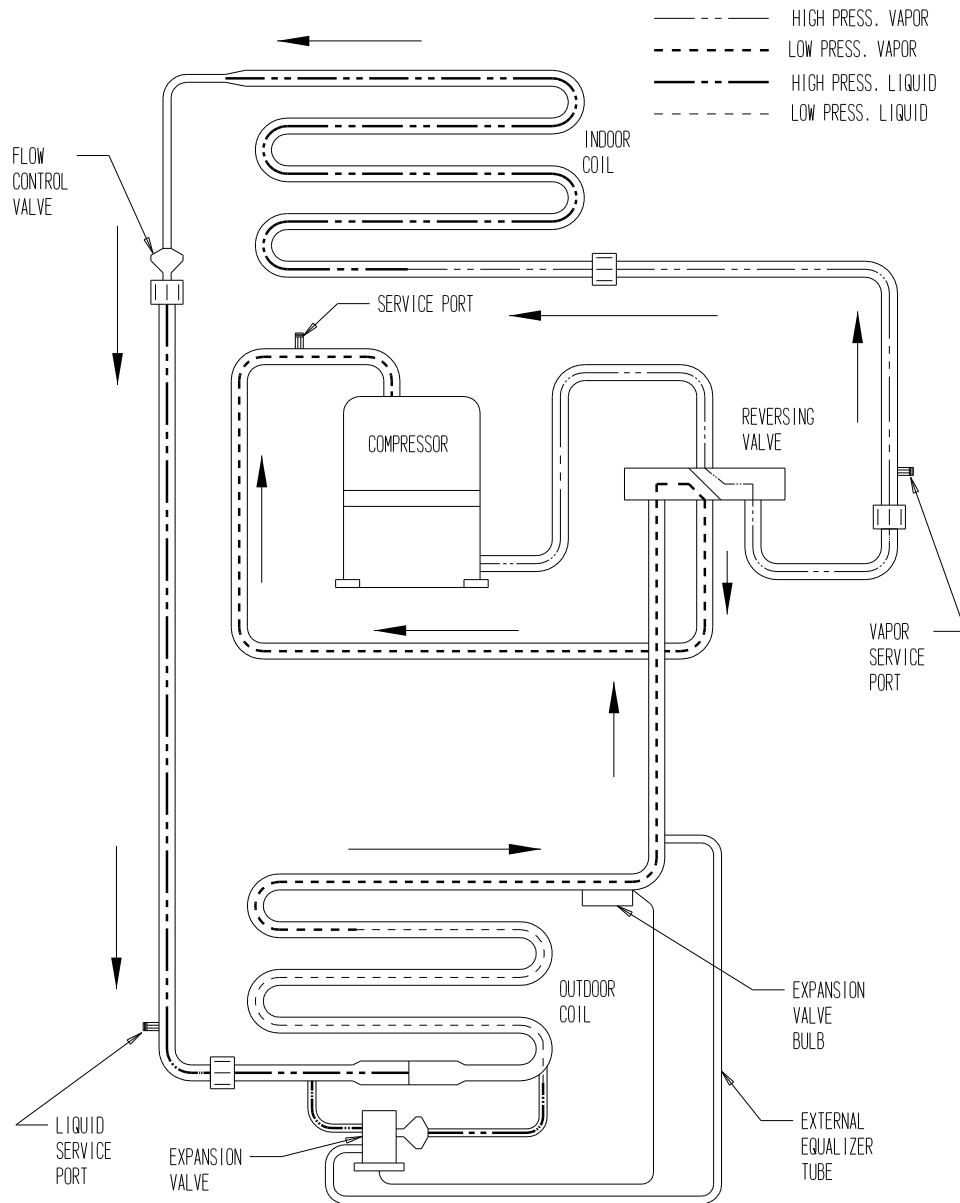 HIGH PRESS. VAPOR
LOW PRESS. VAPOR
HIGH PRESS. LIQUID
LOW PRESS. LIQUID
INDOOR
COIL
FLOW
CONTROL
VALVE
SERVICE PORT
COMPRESSOR
REVERSING
VALVE
VAPOR
SERVICE
PORT
OUTDOOR
COIL
EXPANSION
VALVE
BULB
LIQUID
SERVICE
PORT
EXPANSION
VALVE
EXTERNAL
EQUALIZER
TUBE